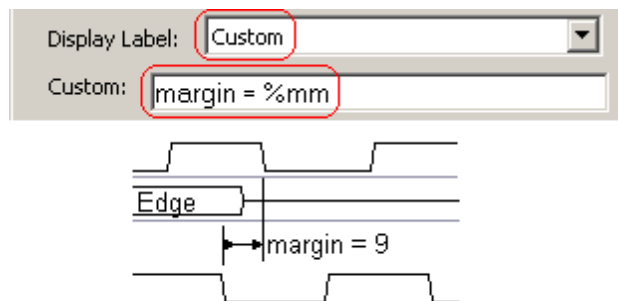 Display Label: Custom
Custom: margin = %mm
Edge
margin = 9